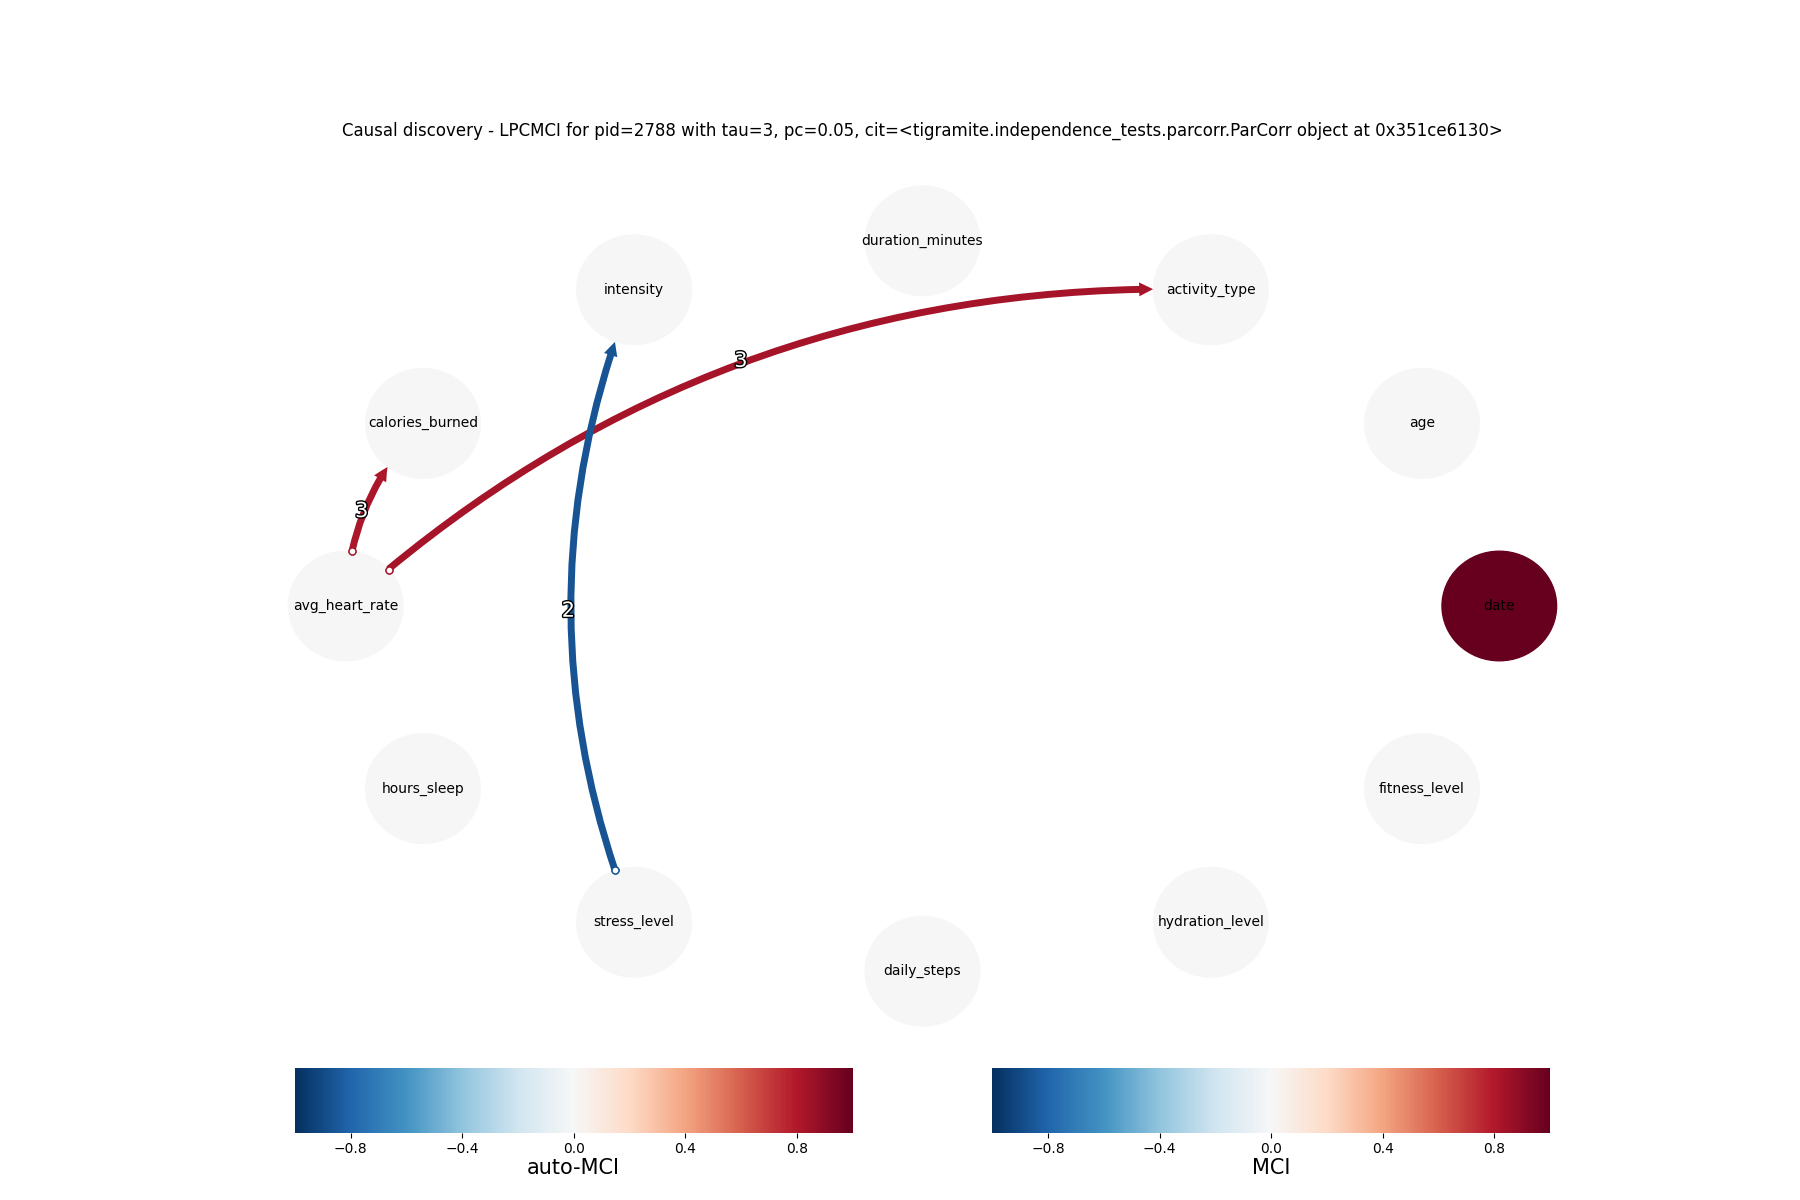 Causal discovery - LPCMCI for pid=2788 with tau=3, pc=0.05, cit=<tigramite.independence_tests.parcorr.ParCorr object at 0x351ce6130>
duration_minutes
intensity
activity_type
3
calories_burned
age
3
avg_heart_rate
2
date
hours_sleep
fitness_level
stress_level
hydration_level
daily_steps
−0.8 −0.4 0.0 0.4 0.8
auto-MCI
−0.8 −0.4 0.0 0.4 0.8
MCI